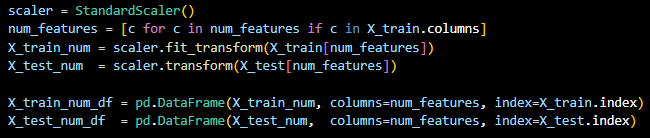 scaler = StandardScaler()
num_features = [c for c in num_features if c in X_train.columns]
X_train_num = scaler.fit_transform(X_train[num_features])
X_test_num  = scaler.transform(X_test[num_features])

X_train_num_df = pd.DataFrame(X_train_num, columns=num_features, index=X_train.index)
X_test_num_df  = pd.DataFrame(X_test_num,  columns=num_features, index=X_test.index)